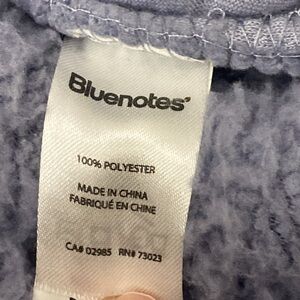 Bluenotes
100% POLYESTER
MADE IN CHINA
FABRIQUÉ EN CHINE
CA# 02985 RN# 73023